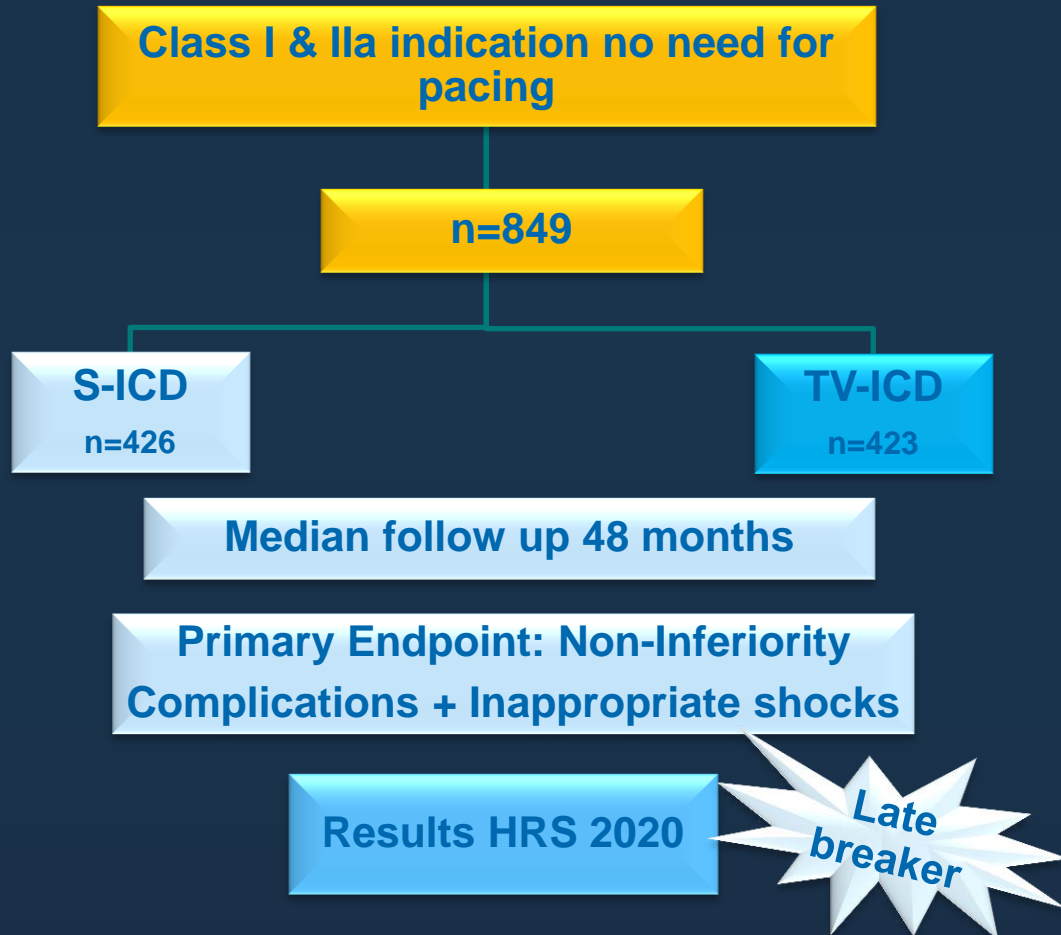 Class I & IIa indication no need for
pacing
n=849
S-ICD
n=426
TV-ICD
n=423
Median follow up 48 months
Primary Endpoint: Non-Inferiority
Complications + Inappropriate shocks
Results HRS 2020
Late
breaker